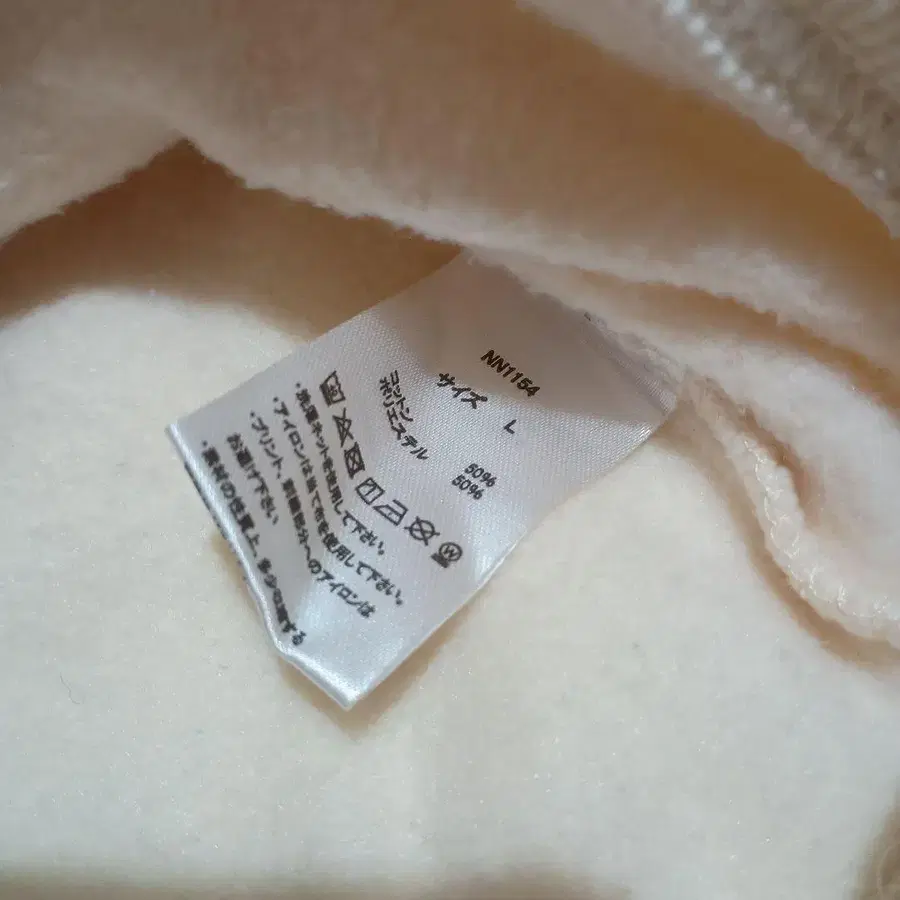 NN1154
サイズ L
コットン 50%
ポリエステル 50%
W
・洗濯ネットを使用して下さい。
・アイロンは当て布を使用して下さい。
・プリント、刺繍部分へのアイロンは
お避け下さい
・素材の性質上、多少の